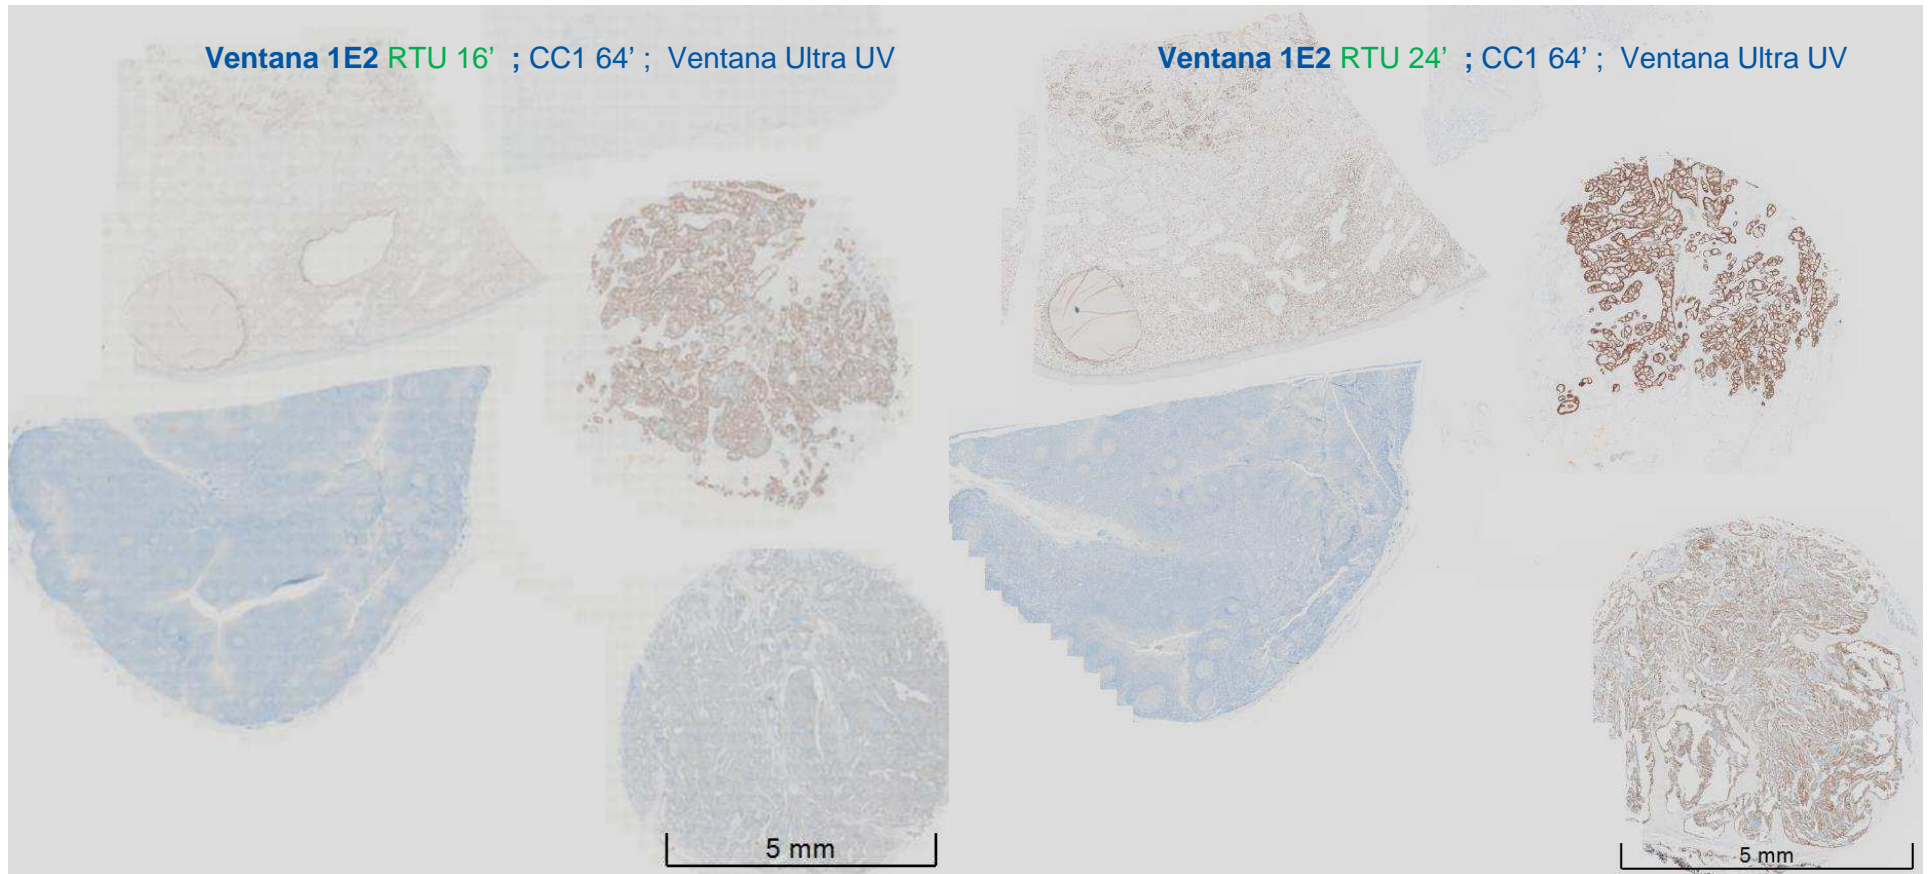 Ventana 1E2 RTU 16’ ; CC1 64’ ; Ventana Ultra UV
Ventana 1E2 RTU 24’ ; CC1 64’ ; Ventana Ultra UV
5 mm
5 mm